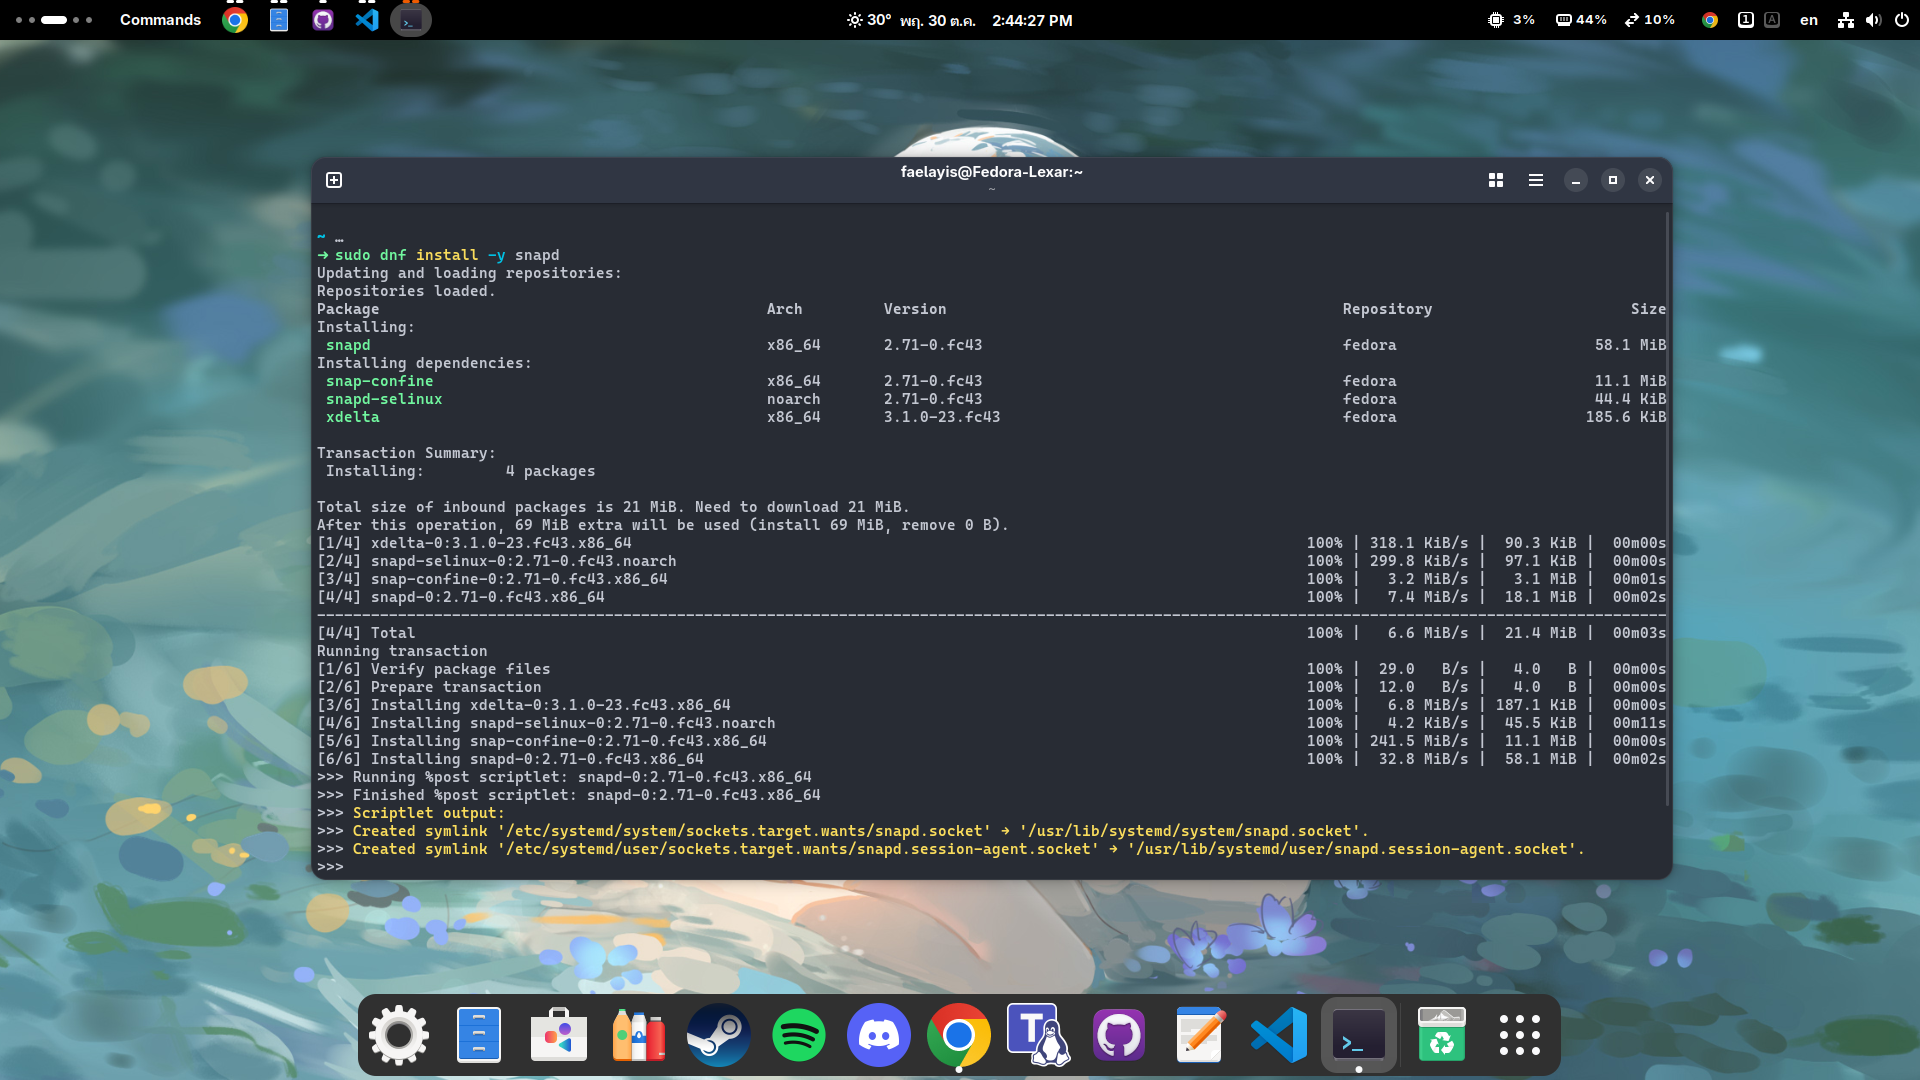 Commands
30° พฤ. 30 ต.ค. 2:44:27 PM
3% 44% 10% 1 A en
faelayis@Fedora-Lexar:~
~
~ …
➜ sudo dnf install -y snapd
Updating and loading repositories:
Repositories loaded.
Package Arch Version Repository Size
Installing:
snapd x86_64 2.71-0.fc43 fedora 58.1 MiB
Installing dependencies:
snap-confine x86_64 2.71-0.fc43 fedora 11.1 MiB
snapd-selinux noarch 2.71-0.fc43 fedora 44.4 KiB
xdelta x86_64 3.1.0-23.fc43 fedora 185.6 KiB
Transaction Summary:
Installing: 4 packages
Total size of inbound packages is 21 MiB. Need to download 21 MiB.
After this operation, 69 MiB extra will be used (install 69 MiB, remove 0 B).
[1/4] xdelta-0:3.1.0-23.fc43.x86_64 100% | 318.1 KiB/s | 90.3 KiB | 00m00s
[2/4] snapd-selinux-0:2.71-0.fc43.noarch 100% | 299.8 KiB/s | 97.1 KiB | 00m00s
[3/4] snap-confine-0:2.71-0.fc43.x86_64 100% | 3.2 MiB/s | 3.1 MiB | 00m01s
[4/4] snapd-0:2.71-0.fc43.x86_64 100% | 7.4 MiB/s | 18.1 MiB | 00m02s
[4/4] Total 100% | 6.6 MiB/s | 21.4 MiB | 00m03s
Running transaction
[1/6] Verify package files 100% | 29.0 B/s | 4.0 B | 00m00s
[2/6] Prepare transaction 100% | 12.0 B/s | 4.0 B | 00m00s
[3/6] Installing xdelta-0:3.1.0-23.fc43.x86_64 100% | 6.8 MiB/s | 187.1 KiB | 00m00s
[4/6] Installing snapd-selinux-0:2.71-0.fc43.noarch 100% | 4.2 KiB/s | 45.5 KiB | 00m11s
[5/6] Installing snap-confine-0:2.71-0.fc43.x86_64 100% | 241.5 MiB/s | 11.1 MiB | 00m00s
[6/6] Installing snapd-0:2.71-0.fc43.x86_64 100% | 32.8 MiB/s | 58.1 MiB | 00m02s
>>> Running %post scriptlet: snapd-0:2.71-0.fc43.x86_64
>>> Finished %post scriptlet: snapd-0:2.71-0.fc43.x86_64
>>> Scriptlet output:
>>> Created symlink '/etc/systemd/system/sockets.target.wants/snapd.socket' → '/usr/lib/systemd/system/snapd.socket'.
>>> Created symlink '/etc/systemd/user/sockets.target.wants/snapd.session-agent.socket' → '/usr/lib/systemd/user/snapd.session-agent.socket'.
>>>
T
>_